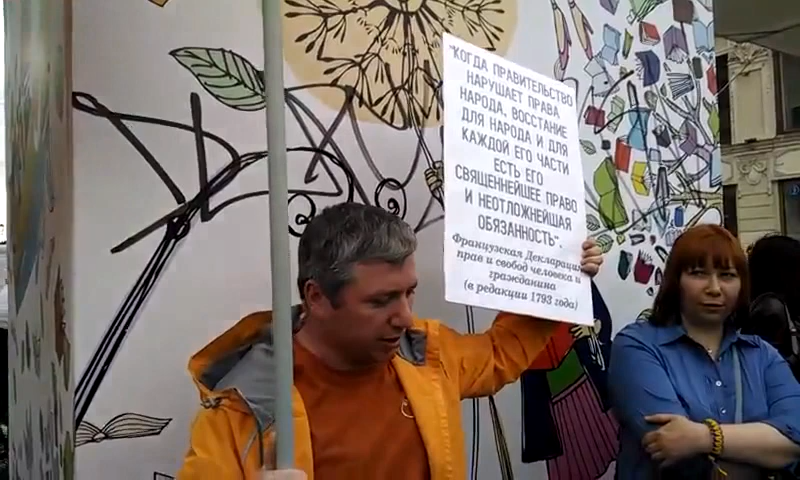 "КОГДА ПРАВИТЕЛЬСТВО
НАРУШАЕТ ПРАВА
НАРОДА, ВОССТАНИЕ
ДЛЯ НАРОДА И ДЛЯ
КАЖДОЙ ЕГО ЧАСТИ
ЕСТЬ ЕГО
СВЯЩЕННЕЙШЕЕ ПРАВО
И НЕОТЛОЖНЕЙШАЯ
ОБЯЗАННОСТЬ".
Французская Декларация
прав и свобод человека и
гражданина
(в редакции 1793 года)